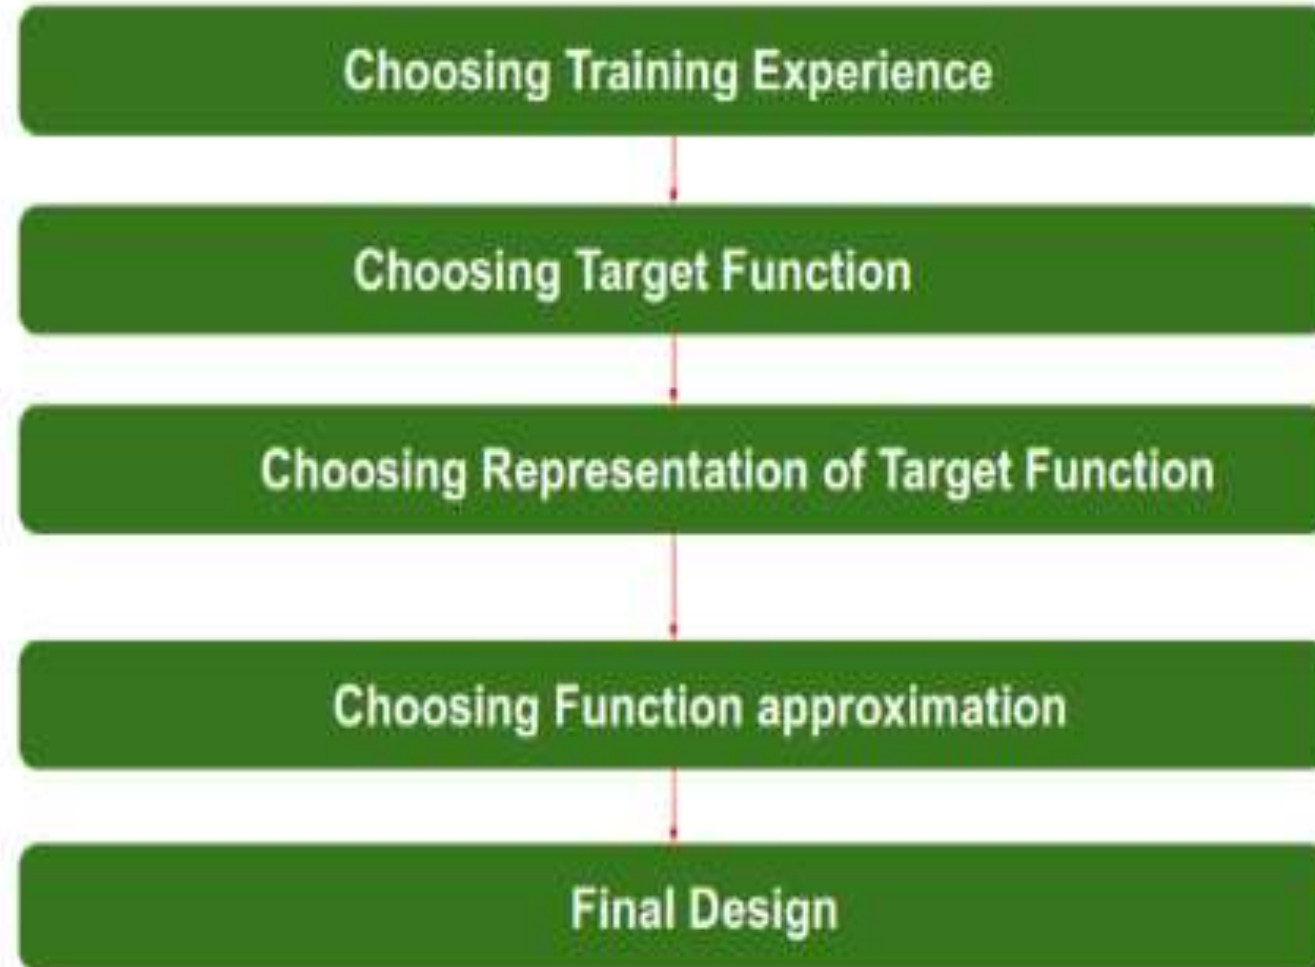 Choosing Training Experience
Choosing Target Function
Choosing Representation of Target Function
Choosing Function approximation
Final Design